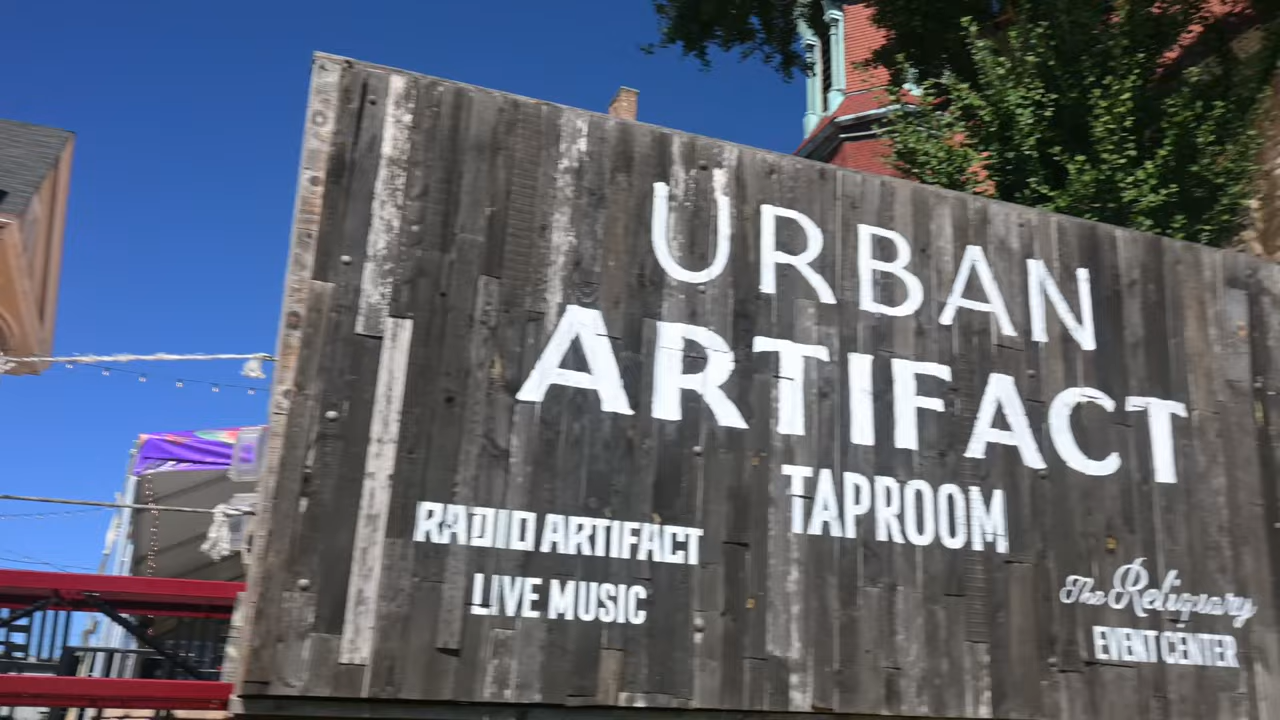 URBAN
ARTIFACT
TAPROOM
RADIO ARTIFACT
LIVE MUSIC
The Reliquary
EVENT CENTER